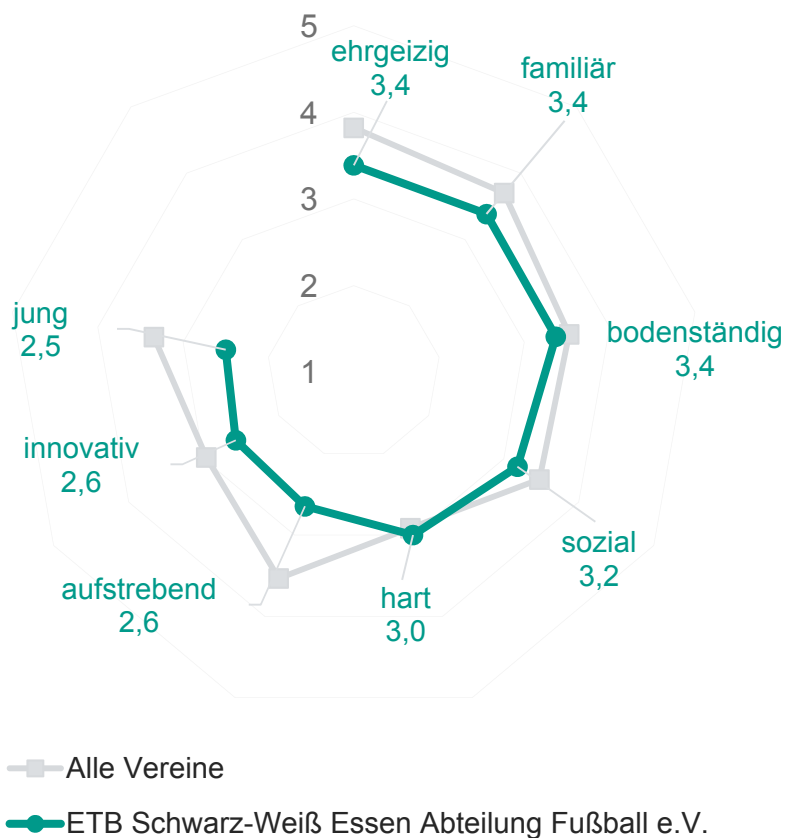 5
ehrgeizig
3,4
familiär
3,4
4
3
2
1
jung
2,5
bodenständig
3,4
innovativ
2,6
sozial
3,2
aufstrebend
2,6
hart
3,0
Alle Vereine
ETB Schwarz-Weiß Essen Abteilung Fußball e.V.